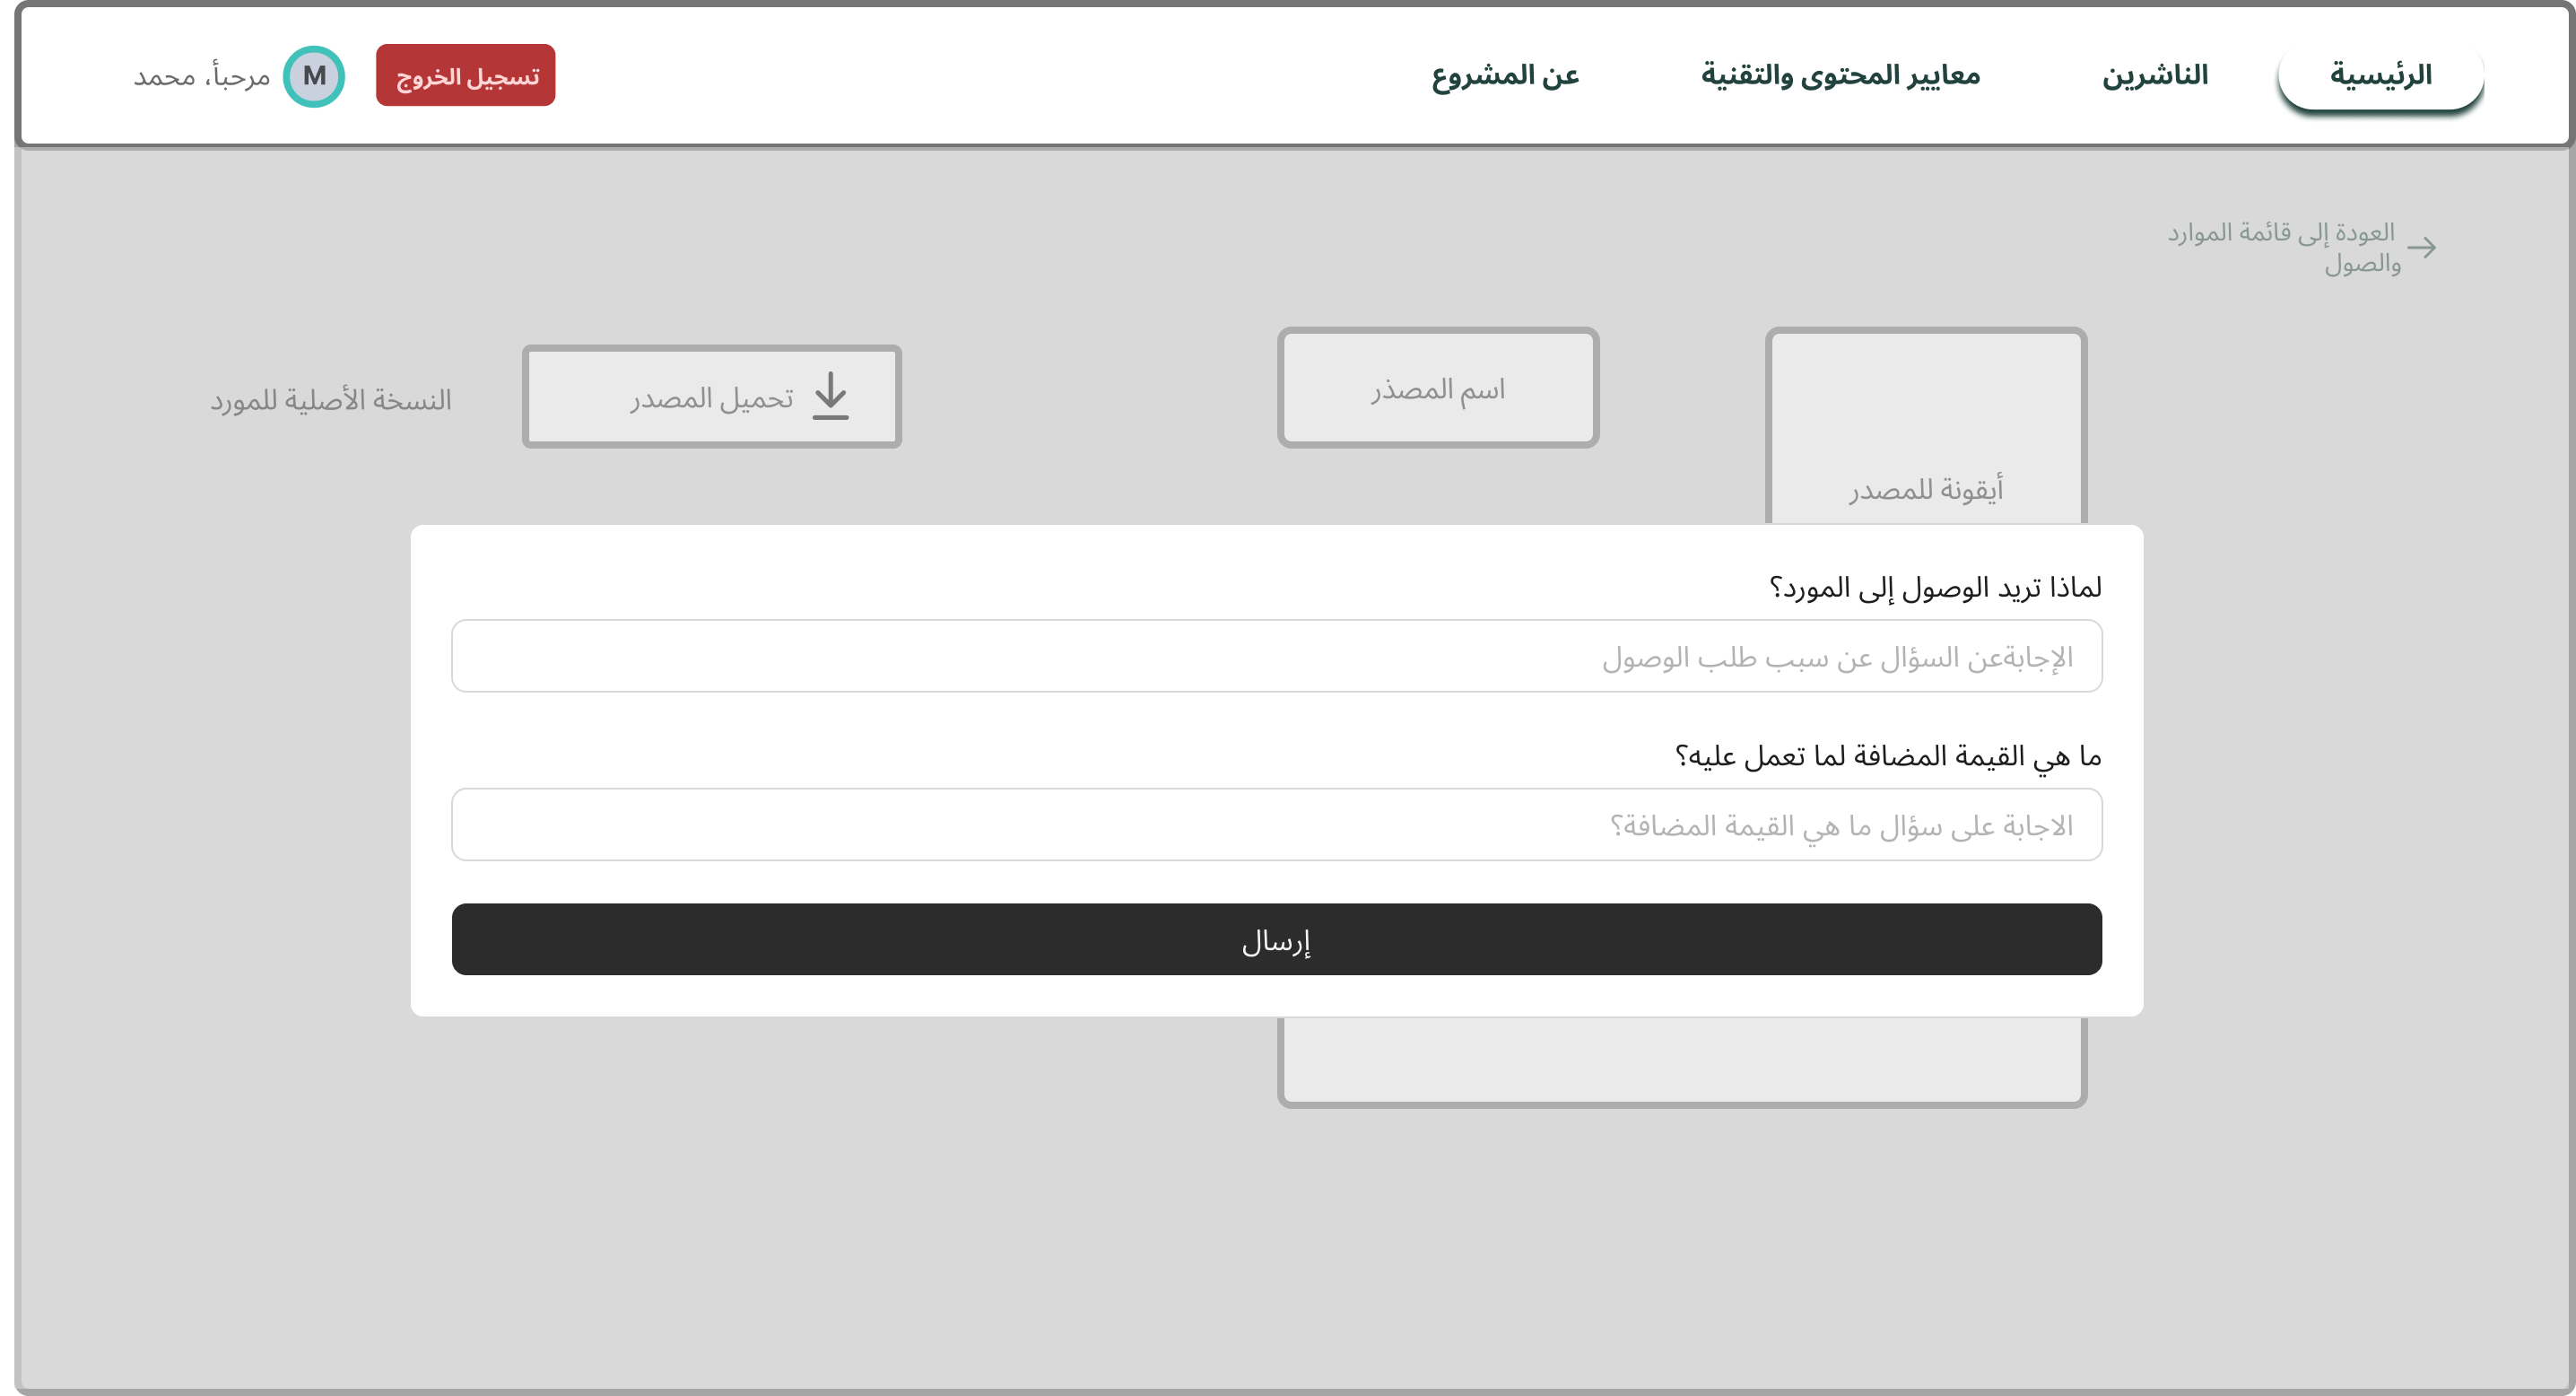 الرئيسية
الناشرين
معايير المحتوى والتقنية
عن المشروع
تسجيل الخروج
M
مرحبأ، محمد
العودة إلى قائمة الموارد
والصول
أيقونة للمصدر
اسم المصذر
تحميل المصدر
النسخة الأصلية للمورد
لماذا تريد الوصول إلى المورد؟
الإجابةعن السؤال عن سبب طلب الوصول
ما هي القيمة المضافة لما تعمل عليه؟
الاجابة على سؤال ما هي القيمة المضافة؟
إرسال